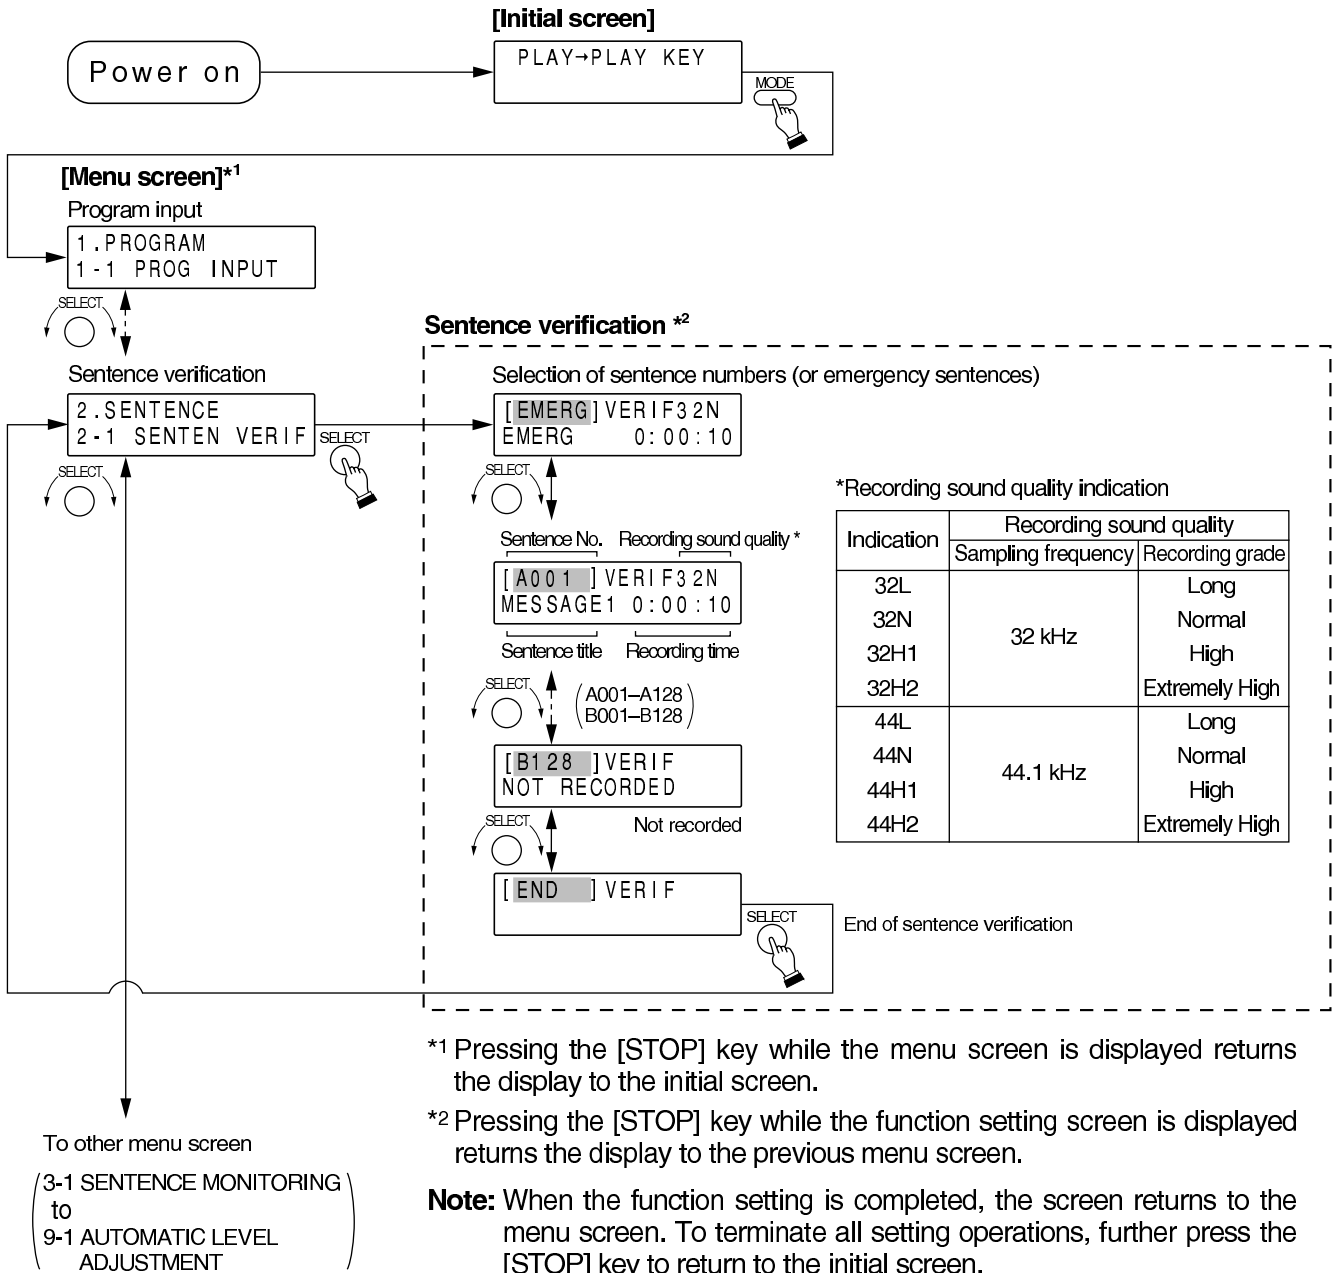 [Initial screen]
Power on
PLAY→PLAY KEY
MODE
[Menu screen]*1
Program input
1.PROGRAM
1-1 PROG INPUT
SELECT
Sentence verification
2.SENTENCE
2-1 SENTEN VERIF
SELECT
SELECT
Sentence verification *2
Selection of sentence numbers (or emergency sentences)
[EMERG]VERIF32N
EMERG 0:00:10
SELECT
Sentence No. Recording sound quality *
[A001 ]VERIF32N
MESSAGE1 0:00:10
Sentence title Recording time
SELECT
(A001–A128
B001–B128)
[B128 ]VERIF
NOT RECORDED
Not recorded
SELECT
[END ]VERIF
SELECT
End of sentence verification
*Recording sound quality indication
Indication Recording sound quality
Sampling frequency Recording grade
32L Long
32N Normal
32 kHz
32H1 High
32H2 Extremely High
44L Long
44N Normal
44.1 kHz
44H1 High
44H2 Extremely High
To other menu screen
(3-1 SENTENCE MONITORING
to
9-1 AUTOMATIC LEVEL
ADJUSTMENT)
*1 Pressing the [STOP] key while the menu screen is displayed returns
the display to the initial screen.
*2 Pressing the [STOP] key while the function setting screen is displayed
returns the display to the previous menu screen.
Note: When the function setting is completed, the screen returns to the
menu screen. To terminate all setting operations, further press the
[STOP] key to return to the initial screen.